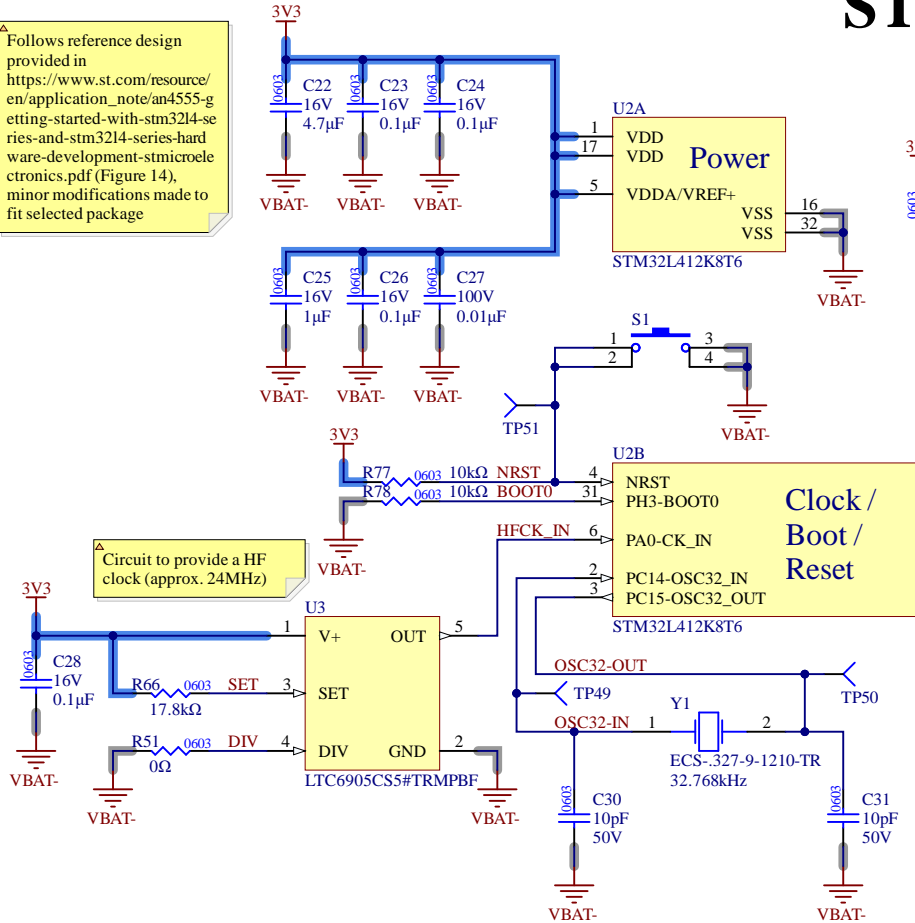 ST
3V3
Follows reference design
provided in
https://www.st.com/resource/
en/application_note/an4555-g
etting-started-with-stm32l4-se
ries-and-stm32l4-series-hard
ware-development-stmicroele
ctronics.pdf (Figure 14),
minor modifications made to
fit selected package
0603
C22
16V
4.7μF
VBAT-
0603
C23
16V
0.1μF
VBAT-
0603
C24
16V
0.1μF
VBAT-
U2A
1 VDD
17 VDD
5 VDDA/VREF+
Power
VSS 16
VSS 32
STM32L412K8T6
VBAT-
3
0603
0603
C25
16V
1μF
VBAT-
0603
C26
16V
0.1μF
VBAT-
0603
C27
100V
0.01μF
VBAT-
S1
1 3
2 4
VBAT-
TP51
3V3
R77 0603 10kΩ NRST
R78 0603 10kΩ BOOT0
VBAT-
HFCK_IN
U2B
4 NRST
31 PH3-BOOT0
6 PA0-CK_IN
2 PC14-OSC32_IN
3 PC15-OSC32_OUT
Clock /
Boot /
Reset
STM32L412K8T6
Circuit to provide a HF
clock (approx. 24MHz)
3V3
0603
C28
16V
0.1μF
VBAT-
R66 0603 SET
17.8kΩ
R51 0603 DIV
0Ω
VBAT-
U3
1 V+ OUT 5
3 SET
4 DIV GND 2
LTC6905CS5#TRMPBF
VBAT-
OSC32-OUT
TP49
TP50
OSC32-IN
Y1
1 2
ECS-.327-9-1210-TR
32.768kHz
0603
C30
10pF
50V
VBAT-
0603
C31
10pF
50V
VBAT-